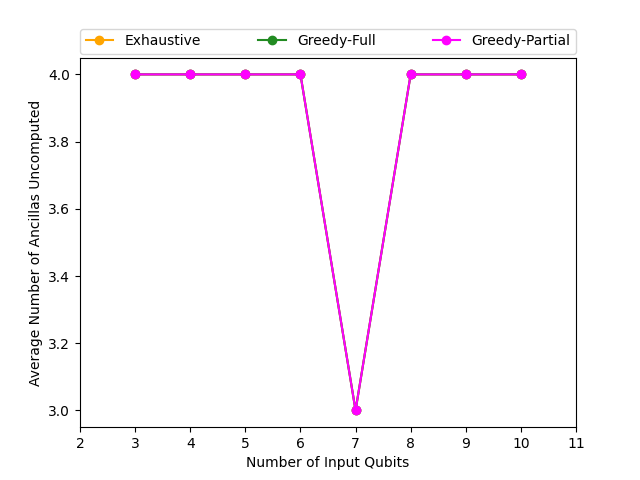 Exhaustive Greedy-Full Greedy-Partial
4.0
3.8
3.6
3.4
3.2
3.0
Average Number of Ancillas Uncomputed
2 3 4 5 6 7 8 9 10 11
Number of Input Qubits